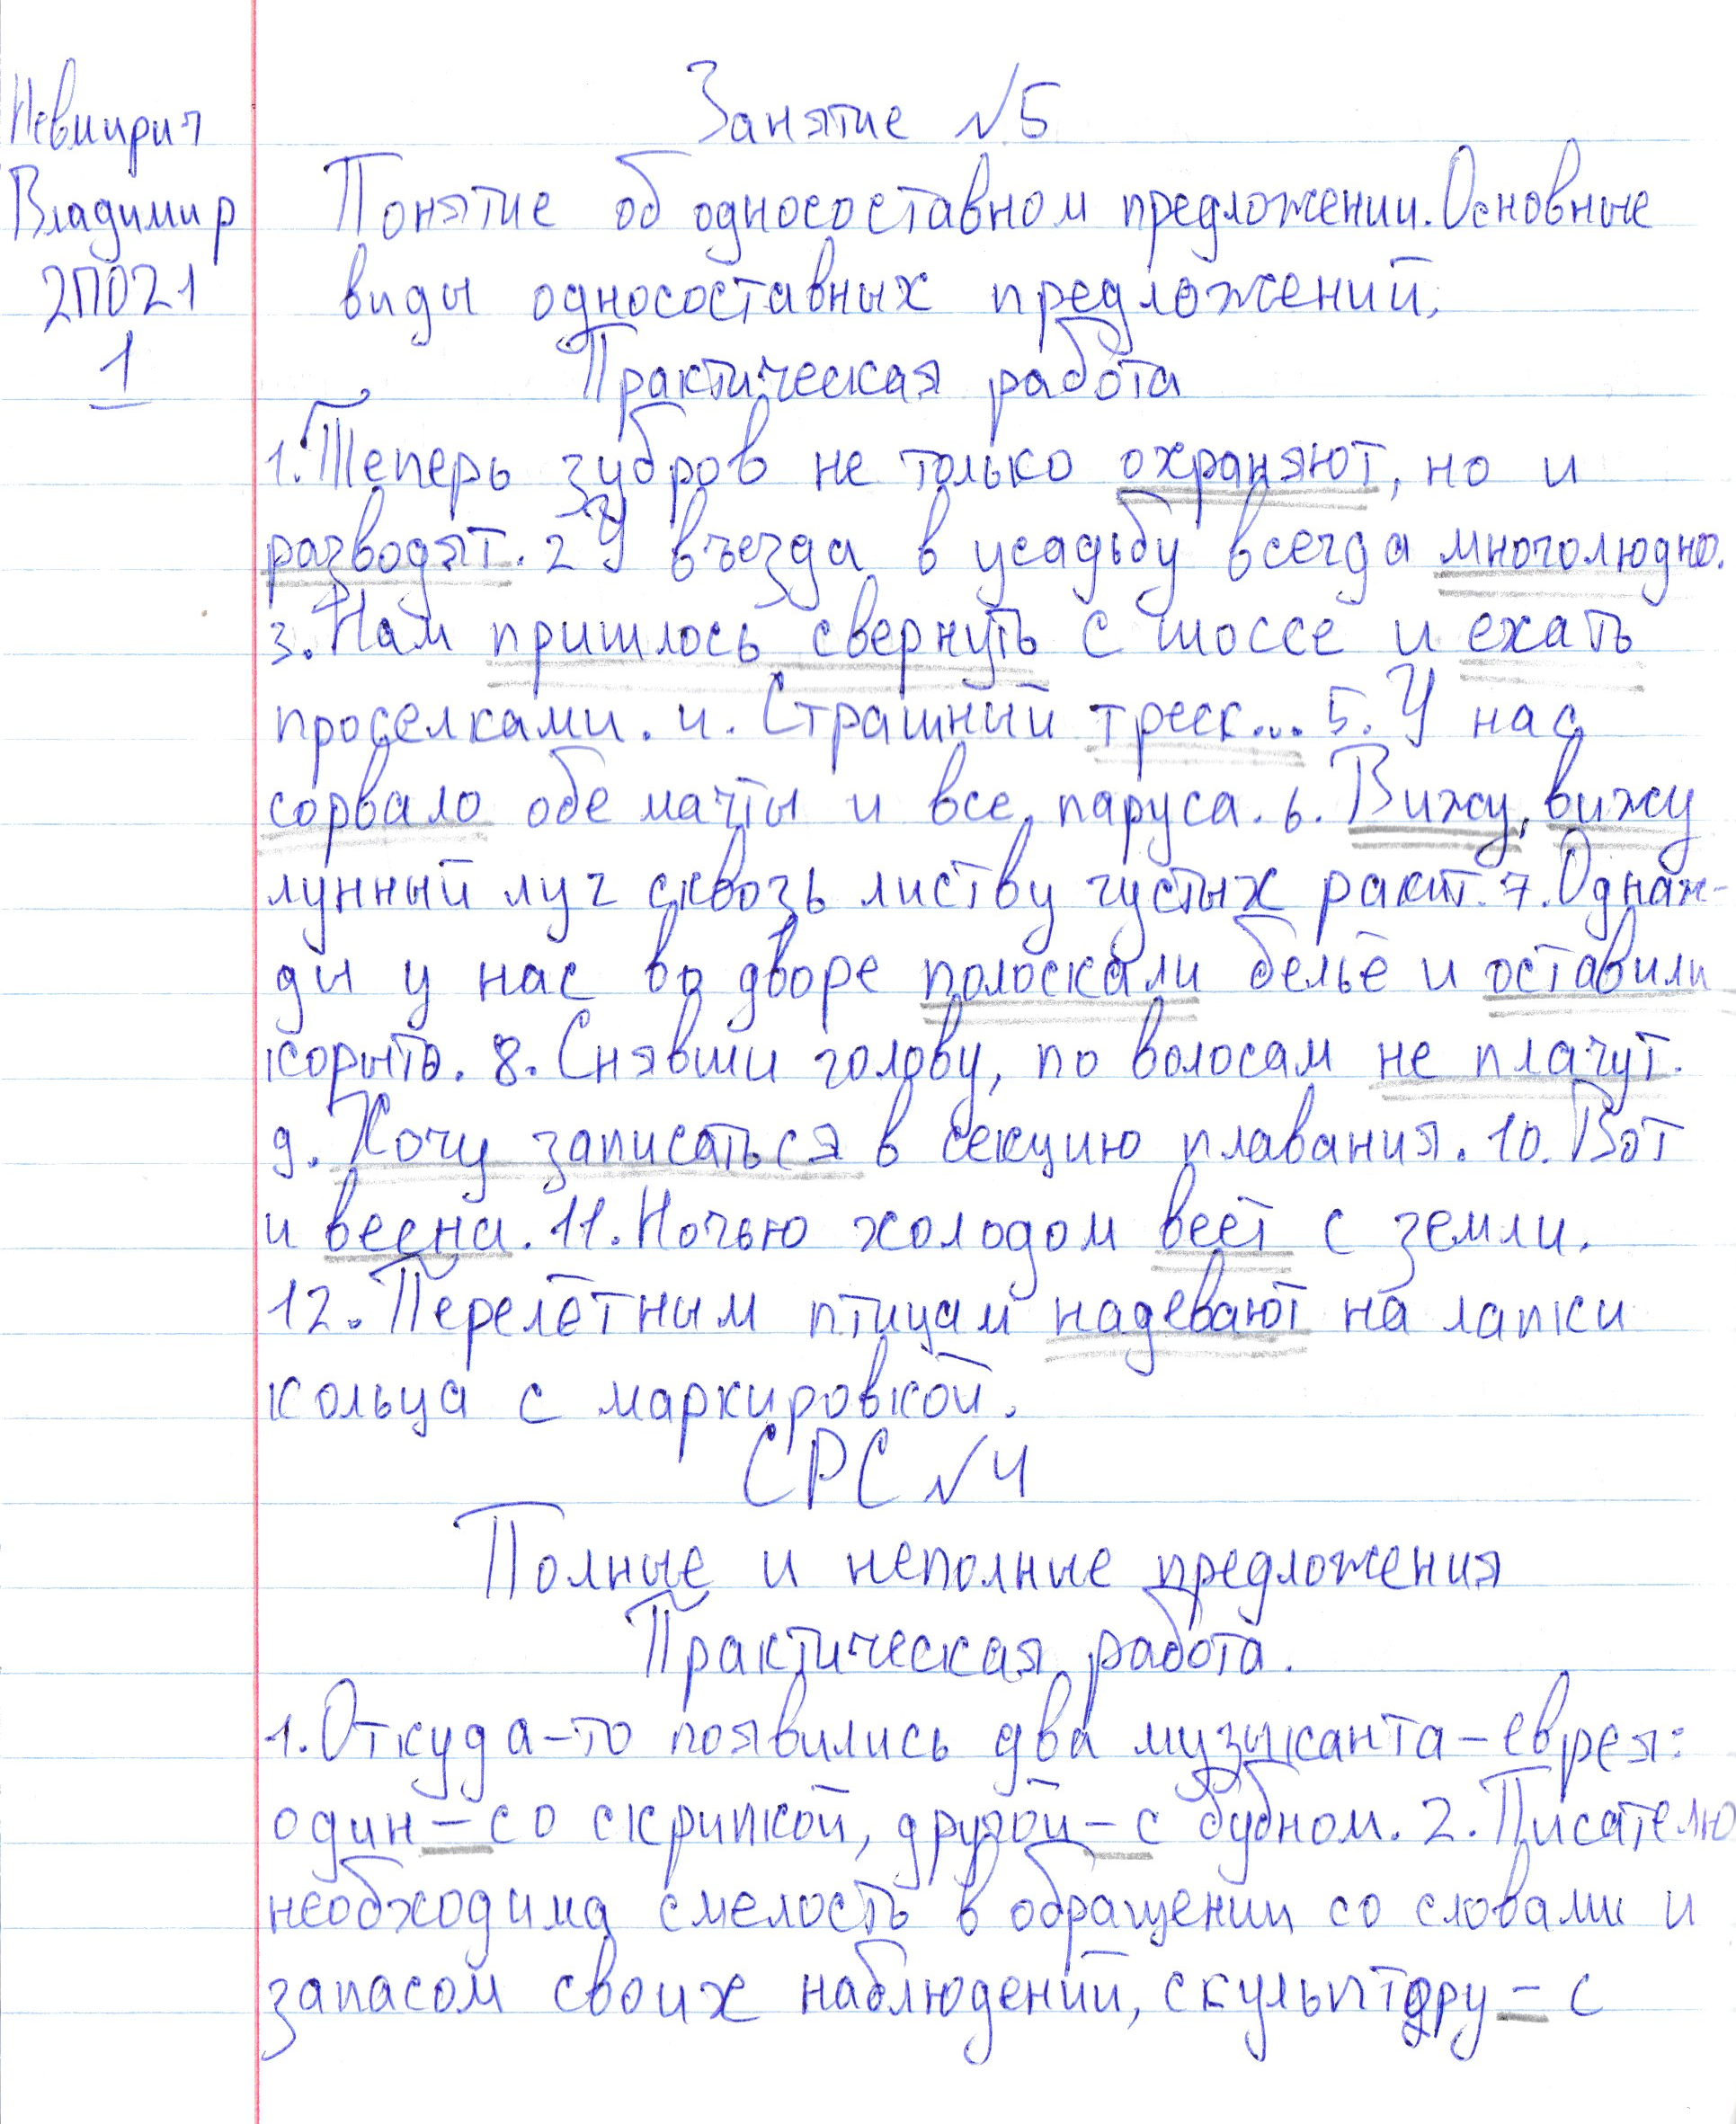 Занятие №5
Владимир
2ПО21
1
Понятие об односоставном предложении. Основные
виды односоставных предложений.
Практическая работа
1. Теперь зубров не только охраняют, но и
разводят. 2 У въезда в усадьбу всегда многолюдно.
3. Нам пришлось свернуть с шоссе и ехать
проселками. 4. Страшный треск... 5. У нас
сорвало обе мачты и все паруса. 6. Вижу, вижу
лунный луч сквозь листву густых ракит. 7. Однаж-
ды у нас во дворе полоскали бельё и оставили
корыто. 8. Снявши голову, по волосам не плачут.
9. Хочу записаться в секцию плавания. 10. Вот
и весна. 11. Ночью холодом веет с земли.
12. Перелётным птицам надевают на лапки
кольца с маркировкой.
СРС №4
Полные и неполные предложения
Практическая работа.
1. Откуда-то появились два музыканта-еврея:
один – со скрипкой, другой – с бубном. 2. Писателю
необходима смелость в обращении со словами и
запасом своих наблюдений, скульптору – с